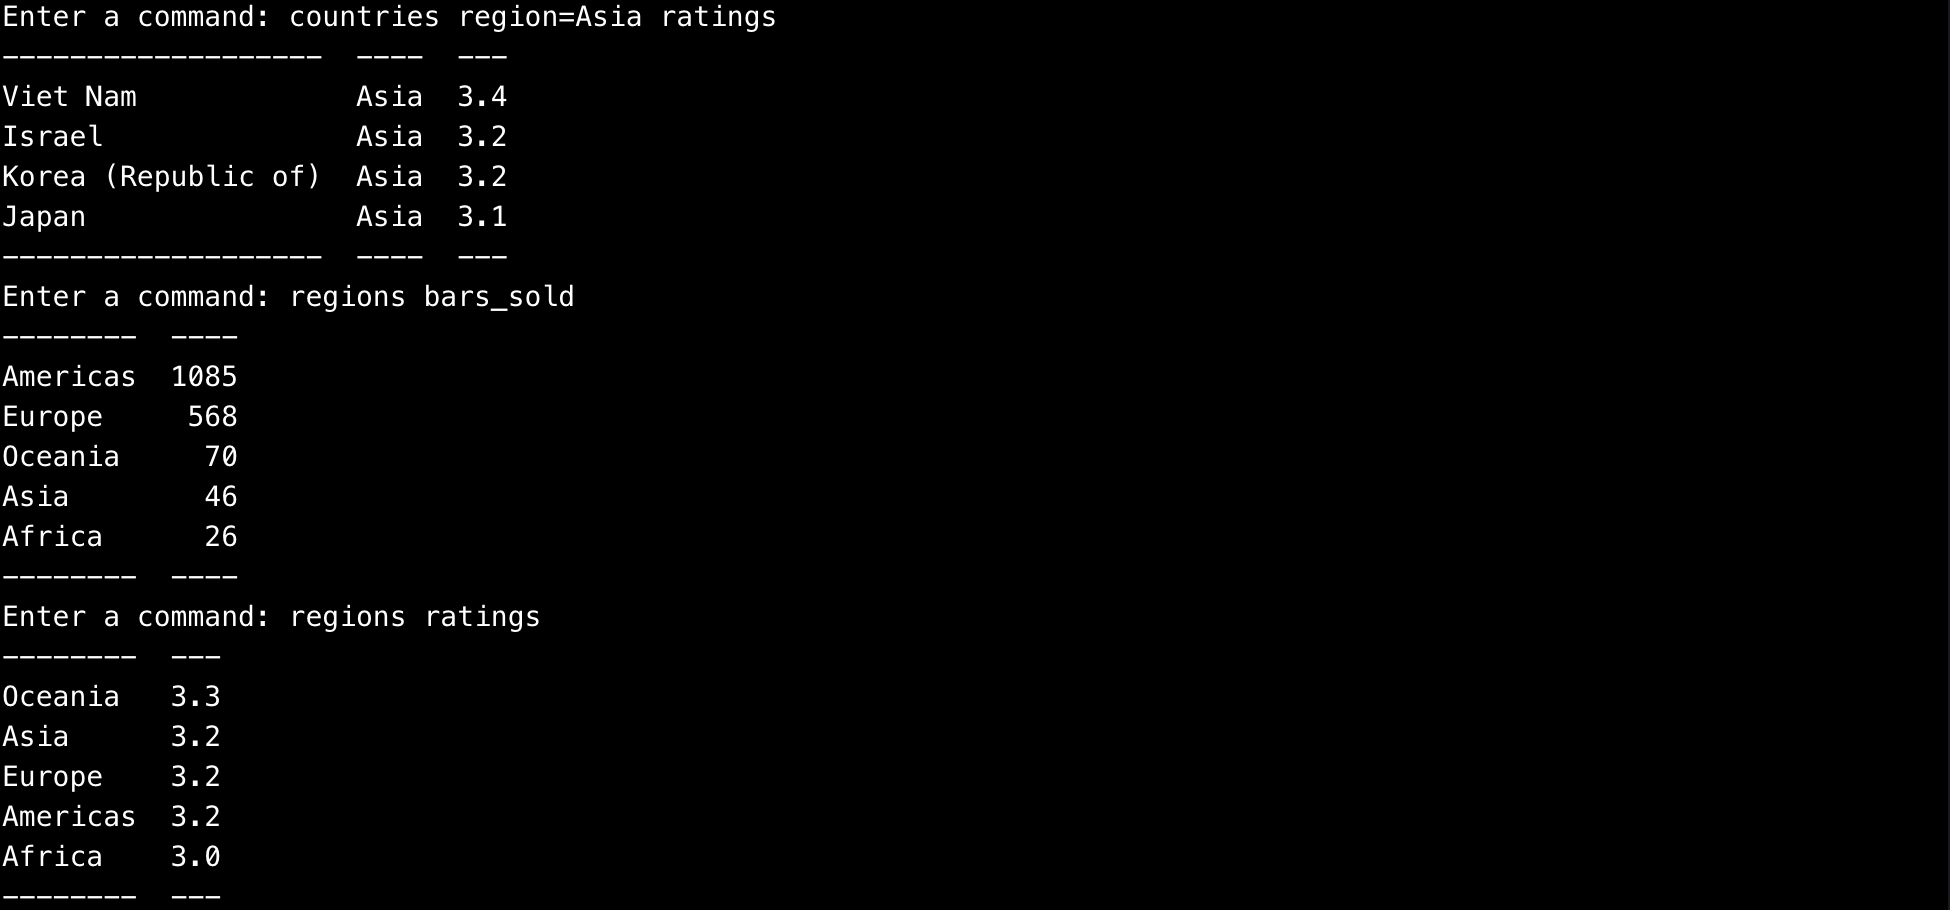 Enter a command: countries region=Asia ratings
-------------------  ----  ---
Viet Nam             Asia  3.4
Israel               Asia  3.2
Korea (Republic of)  Asia  3.2
Japan                Asia  3.1
-------------------  ----  ---
Enter a command: regions bars_sold
--------  ----
Americas  1085
Europe     568
Oceania     70
Asia        46
Africa      26
--------  ----
Enter a command: regions ratings
--------  ---
Oceania   3.3
Asia      3.2
Europe    3.2
Americas  3.2
Africa    3.0
--------  ---